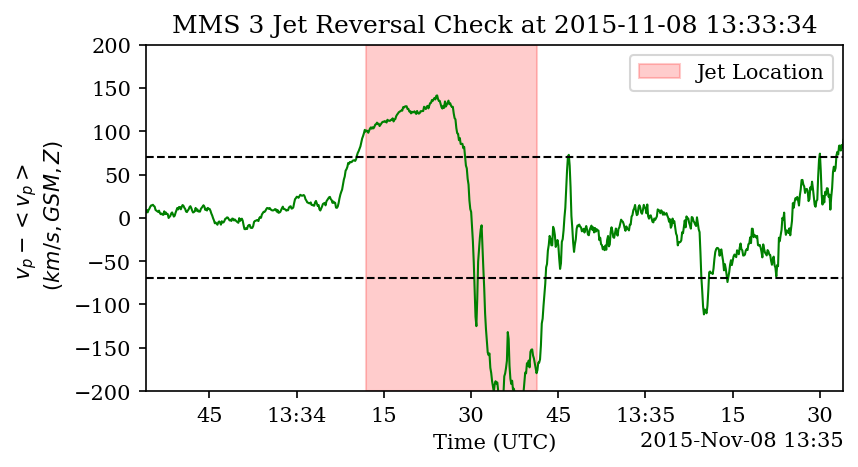 MMS 3 Jet Reversal Check at 2015-11-08 13:33:34
200
150
100
50
0
−50
−100
−150
−200
v_p − < v_p >
(km/s, GSM, Z)
Jet Location
45
13:34
15
30
45
13:35
15
30
Time (UTC)
2015-Nov-08 13:35